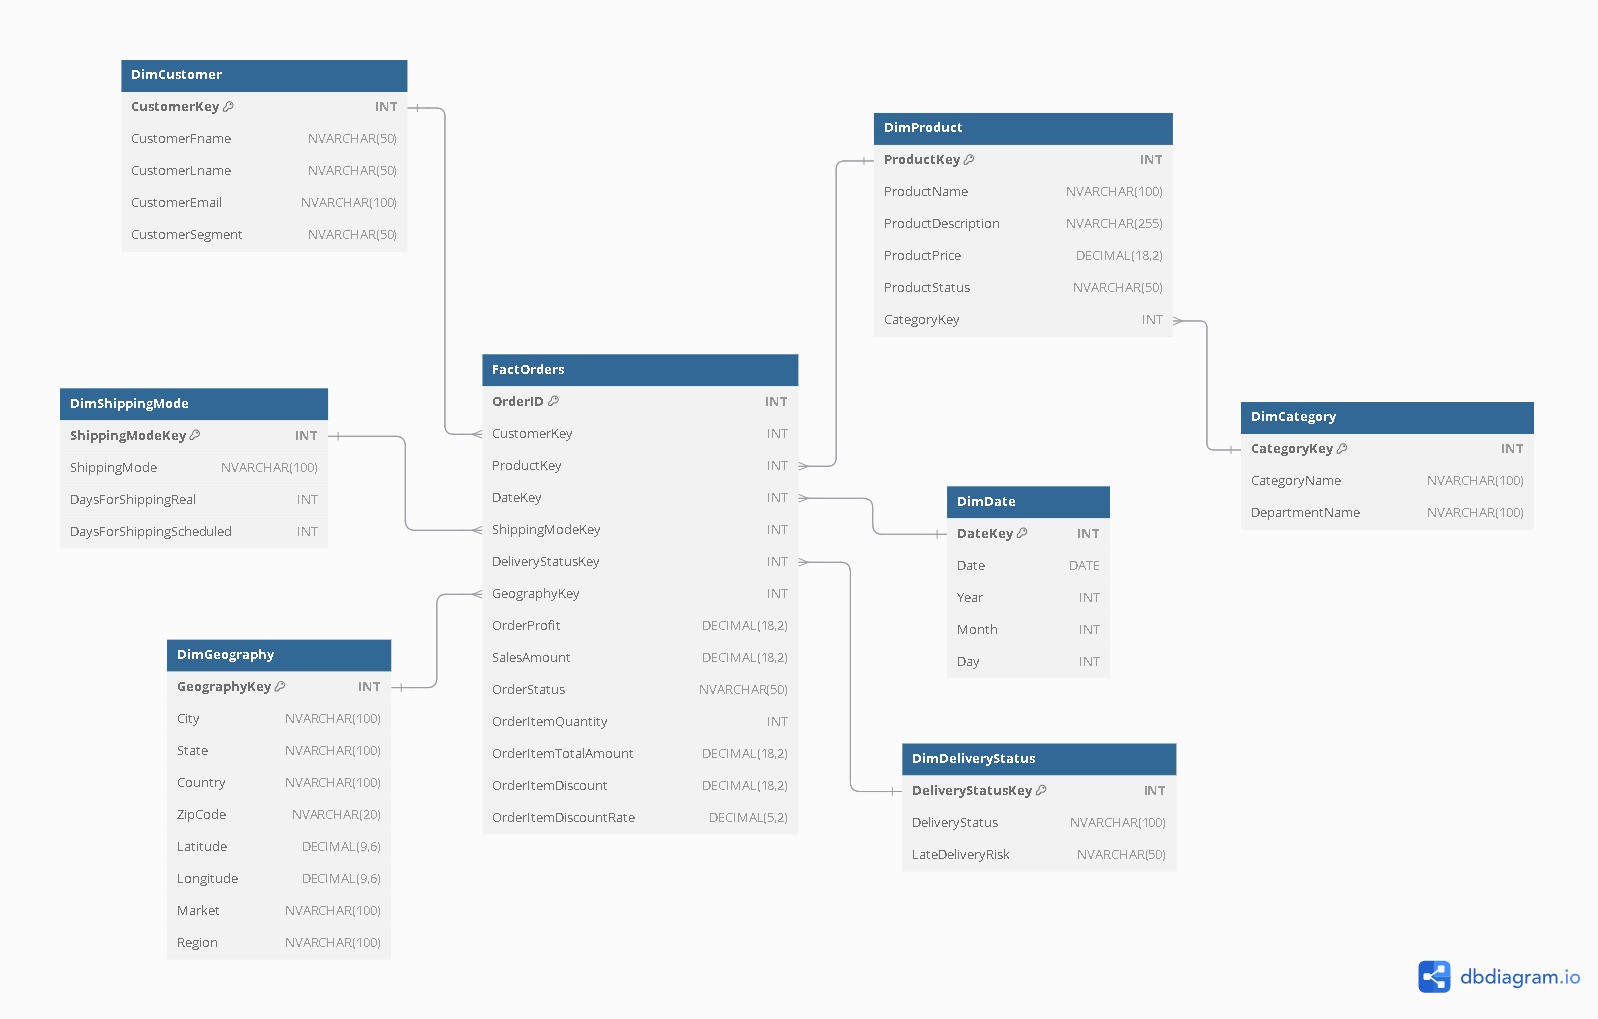 DimCustomer
CustomerKey INT
CustomerFname NVARCHAR(50)
CustomerLname NVARCHAR(50)
CustomerEmail NVARCHAR(100)
CustomerSegment NVARCHAR(50)
DimProduct
ProductKey INT
ProductName NVARCHAR(100)
ProductDescription NVARCHAR(255)
ProductPrice DECIMAL(18,2)
ProductStatus NVARCHAR(50)
CategoryKey INT
FactOrders
OrderID INT
CustomerKey INT
ProductKey INT
DateKey INT
ShippingModeKey INT
DeliveryStatusKey INT
GeographyKey INT
OrderProfit DECIMAL(18,2)
SalesAmount DECIMAL(18,2)
OrderStatus NVARCHAR(50)
OrderItemQuantity INT
OrderItemTotalAmount DECIMAL(18,2)
OrderItemDiscount DECIMAL(18,2)
OrderItemDiscountRate DECIMAL(5,2)
DimShippingMode
ShippingModeKey INT
ShippingMode NVARCHAR(100)
DaysForShippingReal INT
DaysForShippingScheduled INT
DimCategory
CategoryKey INT
CategoryName NVARCHAR(100)
DepartmentName NVARCHAR(100)
DimDate
DateKey INT
Date DATE
Year INT
Month INT
Day INT
DimGeography
GeographyKey INT
City NVARCHAR(100)
State NVARCHAR(100)
Country NVARCHAR(100)
ZipCode NVARCHAR(20)
Latitude DECIMAL(9,6)
Longitude DECIMAL(9,6)
Market NVARCHAR(100)
Region NVARCHAR(100)
DimDeliveryStatus
DeliveryStatusKey INT
DeliveryStatus NVARCHAR(100)
LateDeliveryRisk NVARCHAR(50)
dbdiagram.io